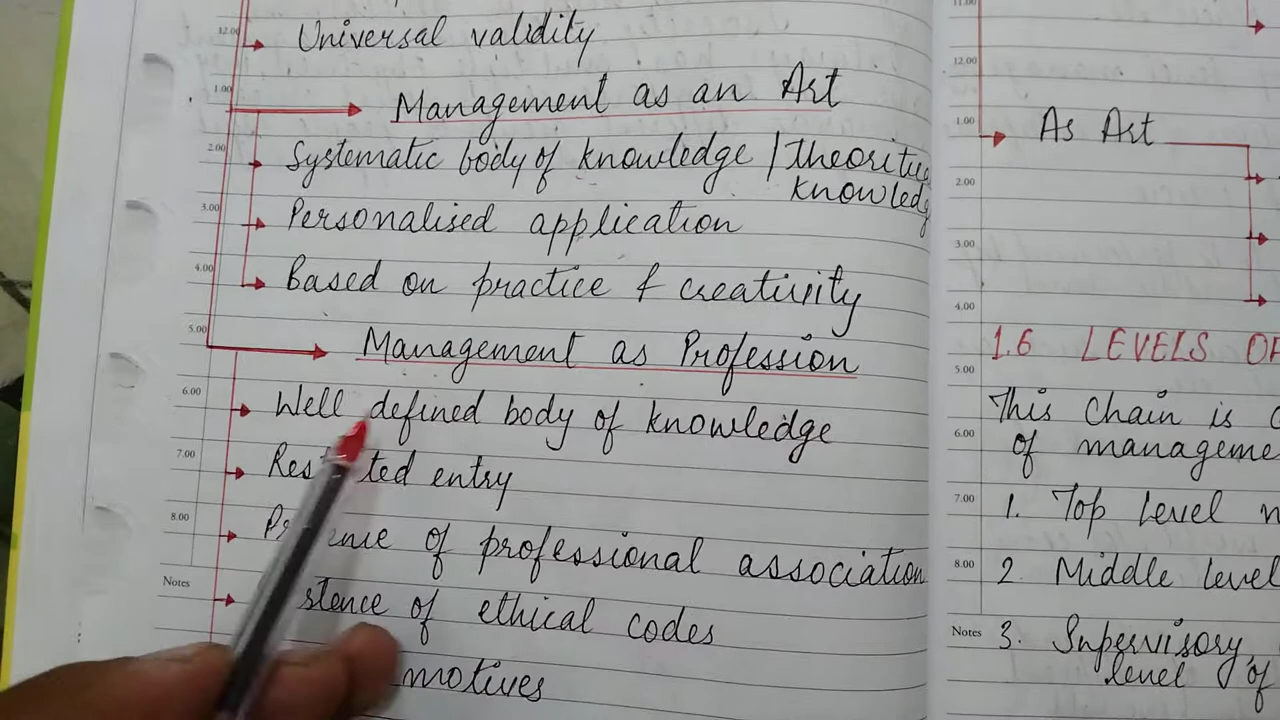 12.00
Universal validity
1.00
Management as an Art
2.00
Systematic body of knowledge / Theoritic
knowledg
3.00
Personalised application
4.00
Based on practice & creativity
5.00
Management as Profession
6.00
Well defined body of knowledge
7.00
entry
8.00
of professional association
Notes
of ethical codes
motives
11.00
12.00
1.00
As Art
2.00
3.00
4.00
1.6 LEVELS OF
5.00
This Chain is
6.00
of manageme
7.00
1. Top Level
8.00
2. Middle level
Notes
3. Supervisory,
level of